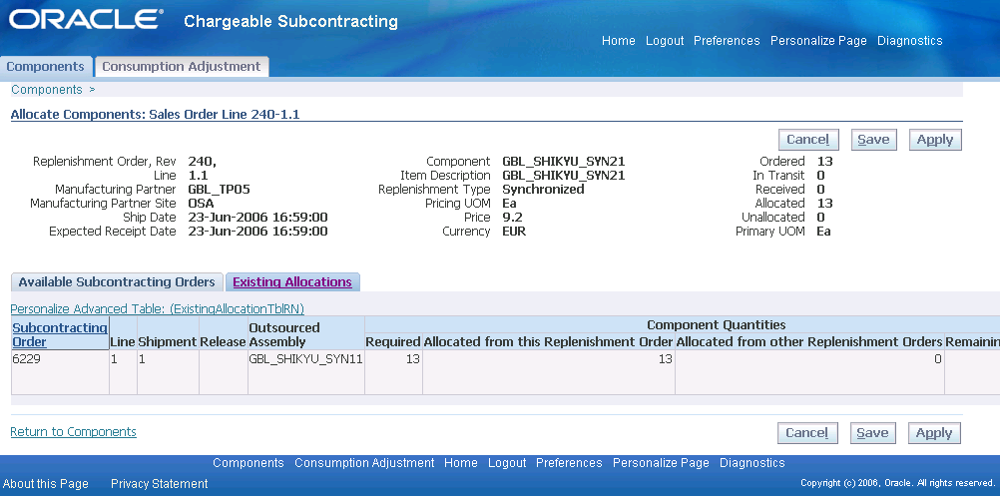 ORACLE® Chargeable Subcontracting
Home Logout Preferences Personalize Page Diagnostics
Components Consumption Adjustment
Components >
Allocate Components: Sales Order Line 240-1.1
Cancel Save Apply
Replenishment Order, Rev 240, Component GBL_SHIKYU_SYN21 Ordered 13
Line 1.1 Item Description GBL_SHIKYU_SYN21 In Transit 0
Manufacturing Partner GBL_TP05 Replenishment Type Synchronized Received 0
Manufacturing Partner Site OSA Pricing UOM Ea Allocated 13
Ship Date 23-Jun-2006 16:59:00 Price 9.2 Unallocated 0
Expected Receipt Date 23-Jun-2006 16:59:00 Currency EUR Primary UOM Ea
Available Subcontracting Orders Existing Allocations
Personalize Advanced Table: (ExistingAllocationTblRN)
Subcontracting Outsourced Component Quantities
Order Line Shipment Release Assembly Required Allocated from this Replenishment Order Allocated from other Replenishment Orders Remainin
6229 1 1 GBL_SHIKYU_SYN11 13 13 0
Return to Components Cancel Save Apply
Components Consumption Adjustment Home Logout Preferences Personalize Page Diagnostics
About this Page Privacy Statement Copyright (c) 2006, Oracle. All rights reserved.